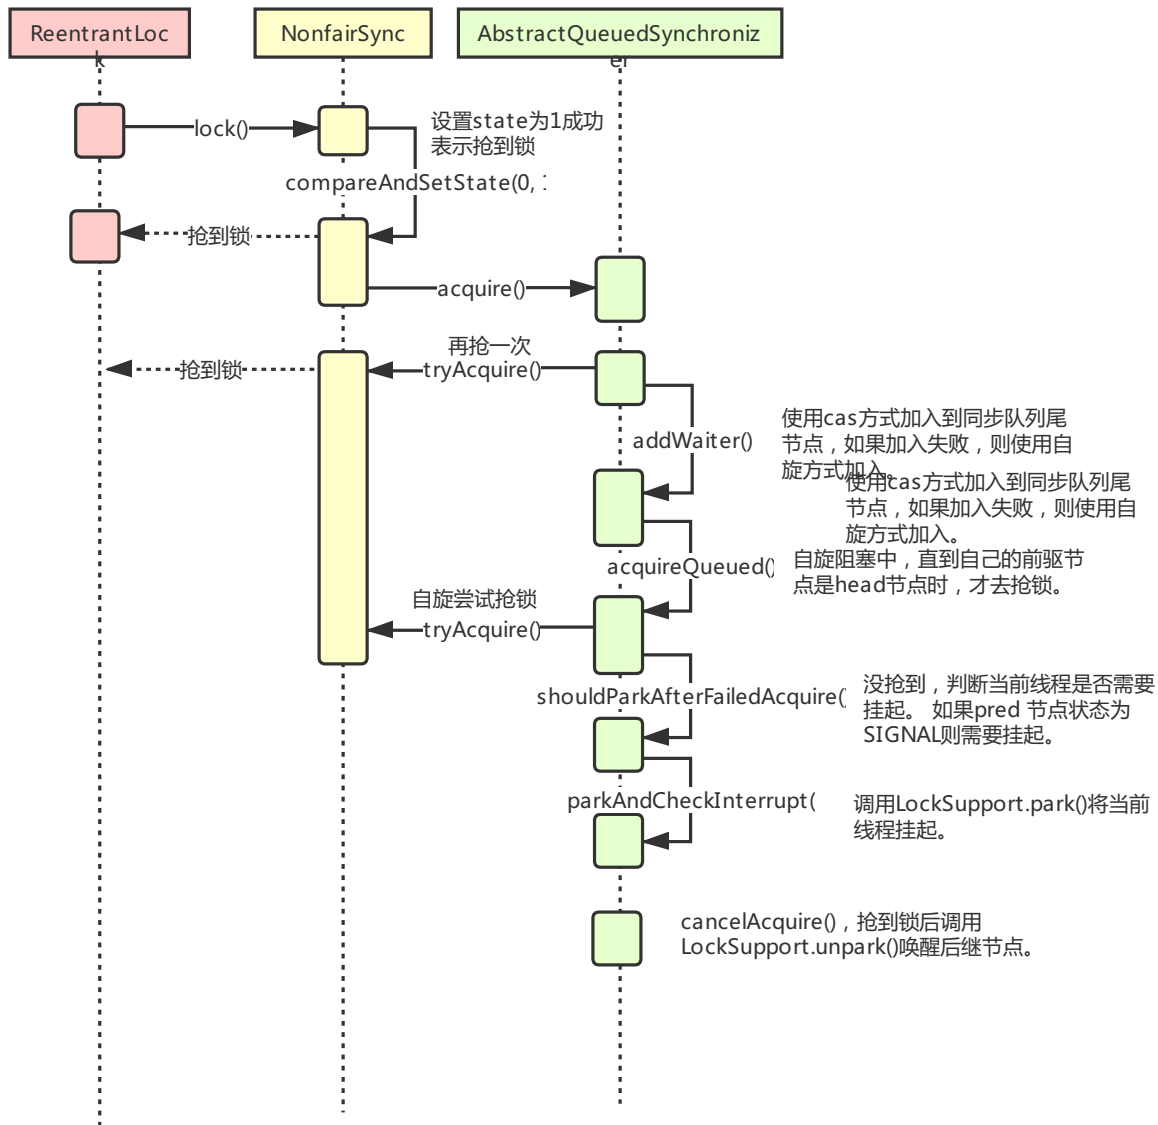 ReentrantLoc
k
NonfairSync
AbstractQueuedSynchroniz
er
lock()
设置state为1成功
表示抢到锁
compareAndSetState(0, 1
抢到锁
acquire()
再抢一次
tryAcquire()
抢到锁
addWaiter()
使用cas方式加入到同步队列尾
节点，如果加入失败，则使用自
旋方式加入。
使用cas方式加入到同步队列尾
节点，如果加入失败，则使用自
旋方式加入。
acquireQueued()
自旋阻塞中，直到自己的前驱节
点是head节点时，才去抢锁。
自旋尝试抢锁
tryAcquire()
shouldParkAfterFailedAcquire(
没抢到，判断当前线程是否需要
挂起。 如果pred 节点状态为
SIGNAL则需要挂起。
parkAndCheckInterrupt(
调用LockSupport.park()将当前
线程挂起。
cancelAcquire()，抢到锁后调用
LockSupport.unpark()唤醒后继节点。